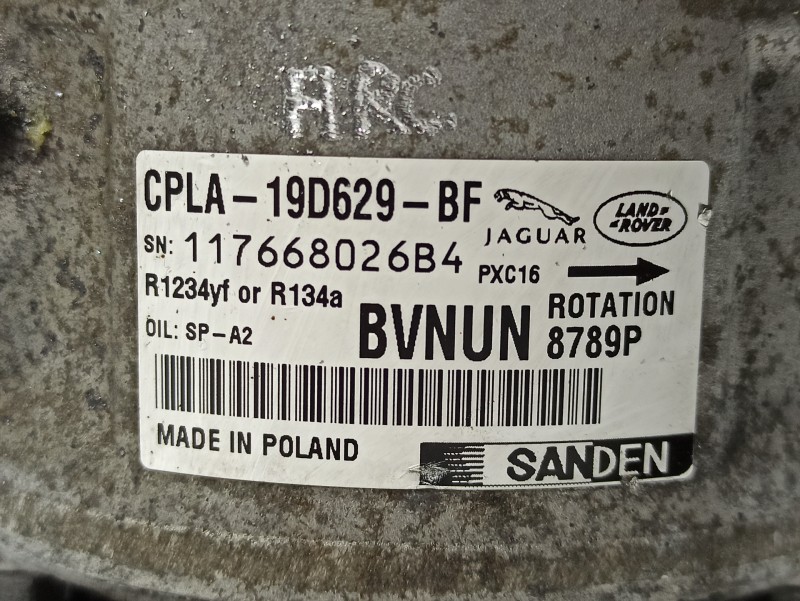 ARC
CPLA-19D629-BF
JAGUAR
LAND-
-ROVER
SN: 117668026B4
PXC16
R1234yf or R134a
ROTATION
OIL: SP-A2
BVNUN
8789P
MADE IN POLAND
SANDEN